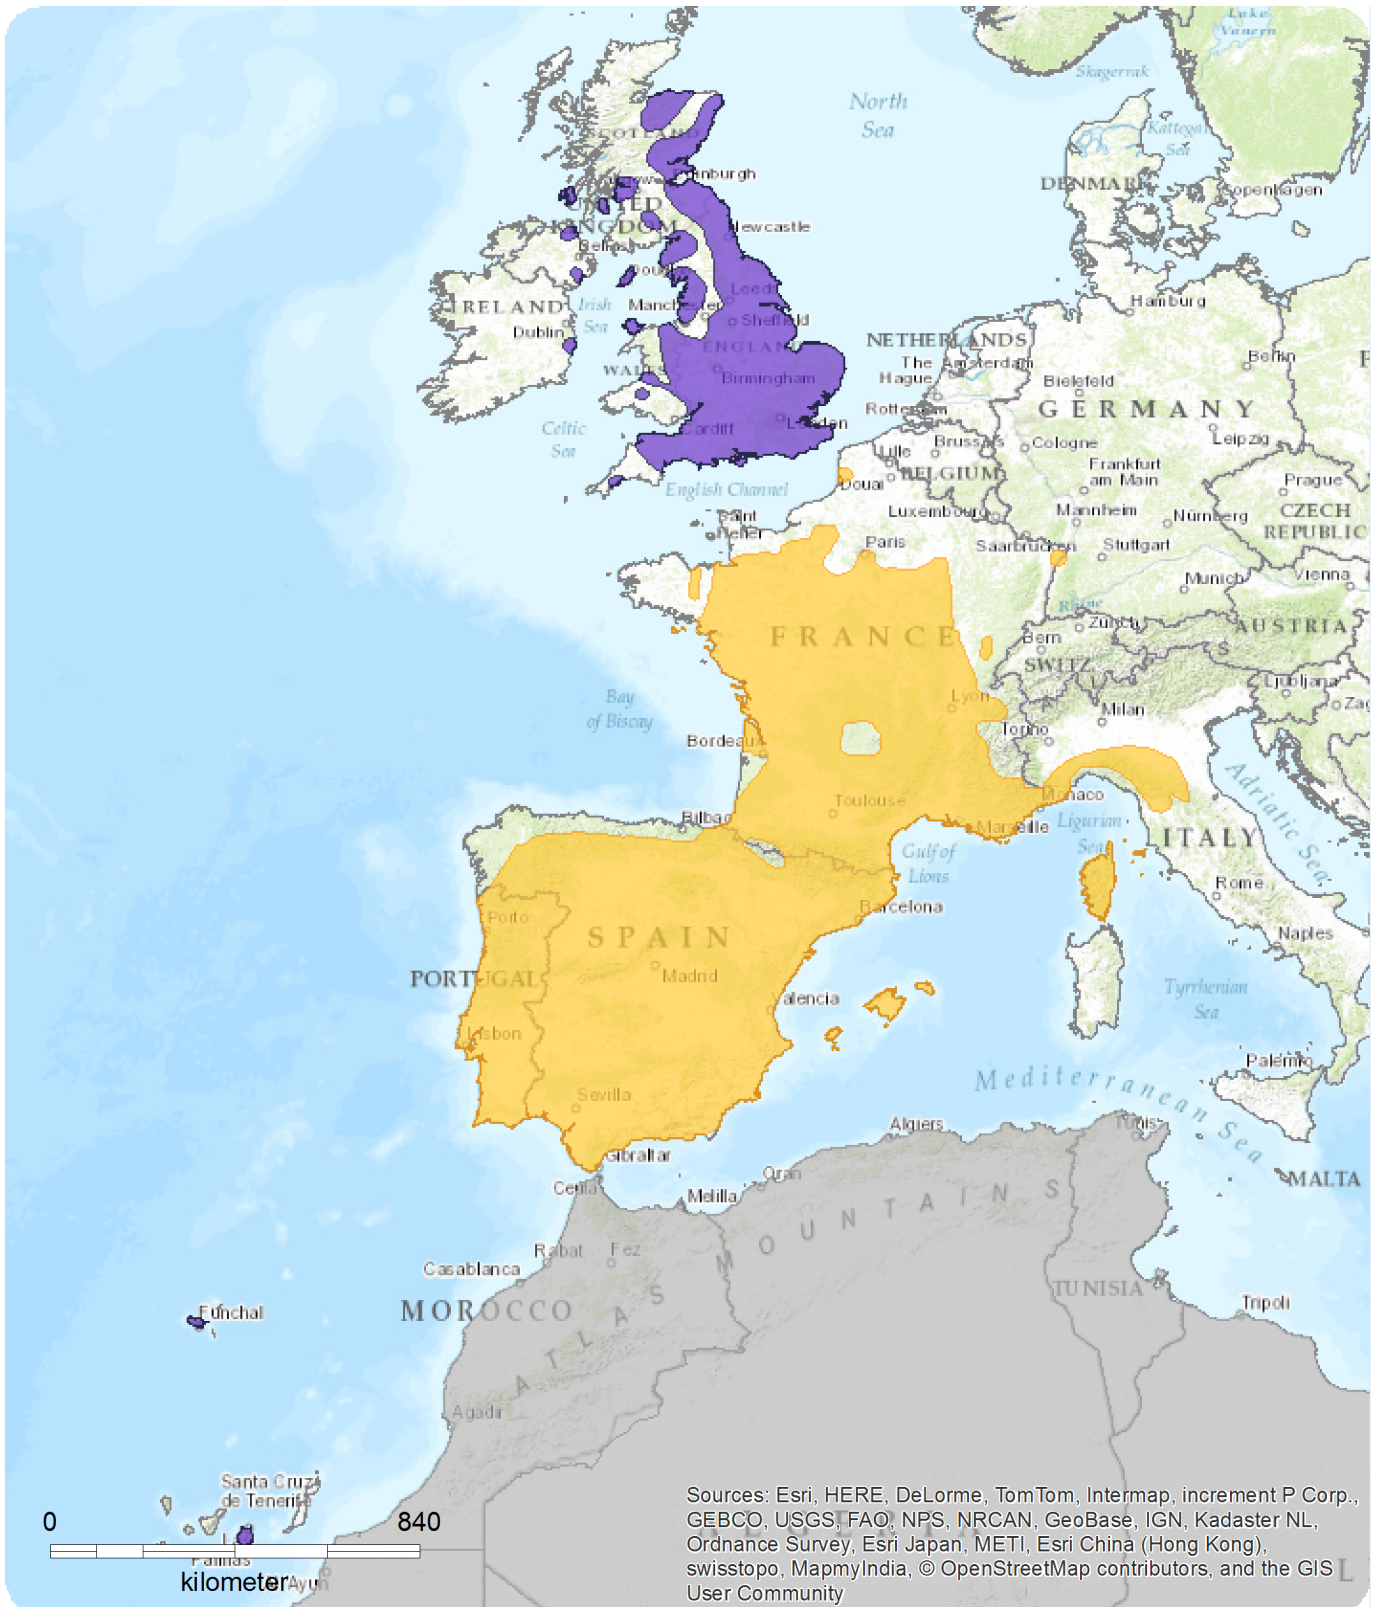 Lake
Vanern
Skagerrak
North
Sea
Kattegat
Sea
SCOTLAND
DENMARK
Copenhagen
UNITED
KINGDOM
Newcastle
Belfast
Leeds
IRELAND
Irish
Sea
Manchester
Hamburg
Dublin
Sheffield
ENGLAND
NETHERLANDS
The
Hague
Amsterdam
Berlin
WALES
Birmingham
Bielefeld
Rotterdam
GERMANY
Celtic
Sea
Cardiff
London
Brussels
Cologne
Leipzig
Lille
BELGIUM
Frankfurt
am Main
Prague
English Channel
Douai
Luxembourg
Mannheim
Nürnberg
CZECH
REPUBLIC
Saint
Helier
Paris
Saarbrucken
Stuttgart
Munich
Vienna
Rhine
Zurich
FRANCE
Bern
AUSTRIA
SWITZ.
Ljubljana
Bay
of Biscay
Lyon
Milan
Zag
Torino
Bordeaux
Toulouse
Monaco
Adriatic Sea
Bilbao
Marseille
Ligurian
Sea
ITALY
Gulf of
Lions
Rome
Porto
Barcelona
SPAIN
Naples
PORTUGAL
Madrid
Valencia
Tyrrhenian
Sea
Lisbon
Palermo
Mediterranean Sea
Sevilla
Algiers
Tunis
Gibraltar
Oran
Ceuta
Melilla
MALTA
Rabat
Fez
Casablanca
ATLAS MOUNTAINS
TUNISIA
Funchal
MOROCCO
Tripoli
Agadir
Santa Cruz
de Tenerife
Palmas
0 840
kilometer
ALGERIA
Sources: Esri, HERE, DeLorme, TomTom, Intermap, increment P Corp.,
GEBCO, USGS, FAO, NPS, NRCAN, GeoBase, IGN, Kadaster NL,
Ordnance Survey, Esri Japan, METI, Esri China (Hong Kong),
swisstopo, MapmyIndia, © OpenStreetMap contributors, and the GIS
User Community